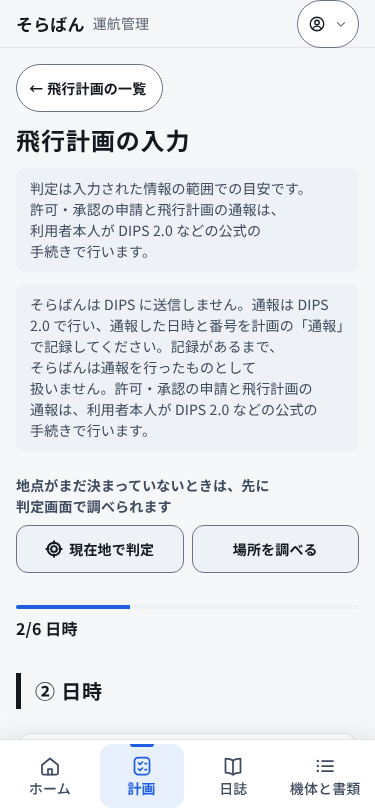 そらばん 運航管理
← 飛行計画の一覧
飛行計画の入力
判定は入力された情報の範囲での目安です。
許可・承認の申請と飛行計画の通報は、
利用者本人が DIPS 2.0 などの公式の
手続きで行います。
そらばんは DIPS に送信しません。通報は DIPS
2.0 で行い、通報した日時と番号を計画の「通報」
で記録してください。記録があるまで、
そらばんは通報を行ったものとして
扱いません。許可・承認の申請と飛行計画の
通報は、利用者本人が DIPS 2.0 などの公式の
手続きで行います。
地点がまだ決まっていないときは、先に
判定画面で調べられます
現在地で判定 場所を調べる
2/6 日時
② 日時
ホーム 計画 日誌 機体と書類